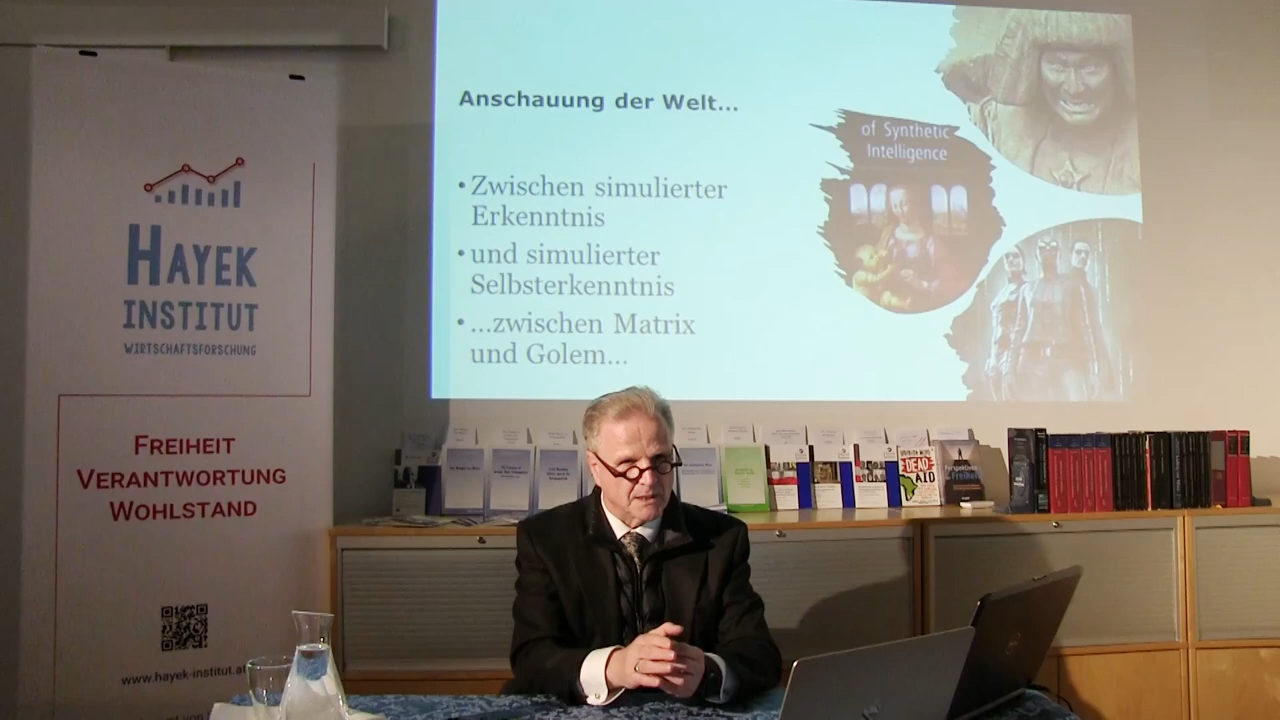 Anschauung der Welt...
• Zwischen simulierter
Erkenntnis
• und simulierter
Selbsterkenntnis
• ...zwischen Matrix
und Golem...
of Synthetic
Intelligence
HAYEK
INSTITUT
WIRTSCHAFTSFORSCHUNG
FREIHEIT
VERANTWORTUNG
WOHLSTAND
www.hayek-institut.at
DEAD
AID